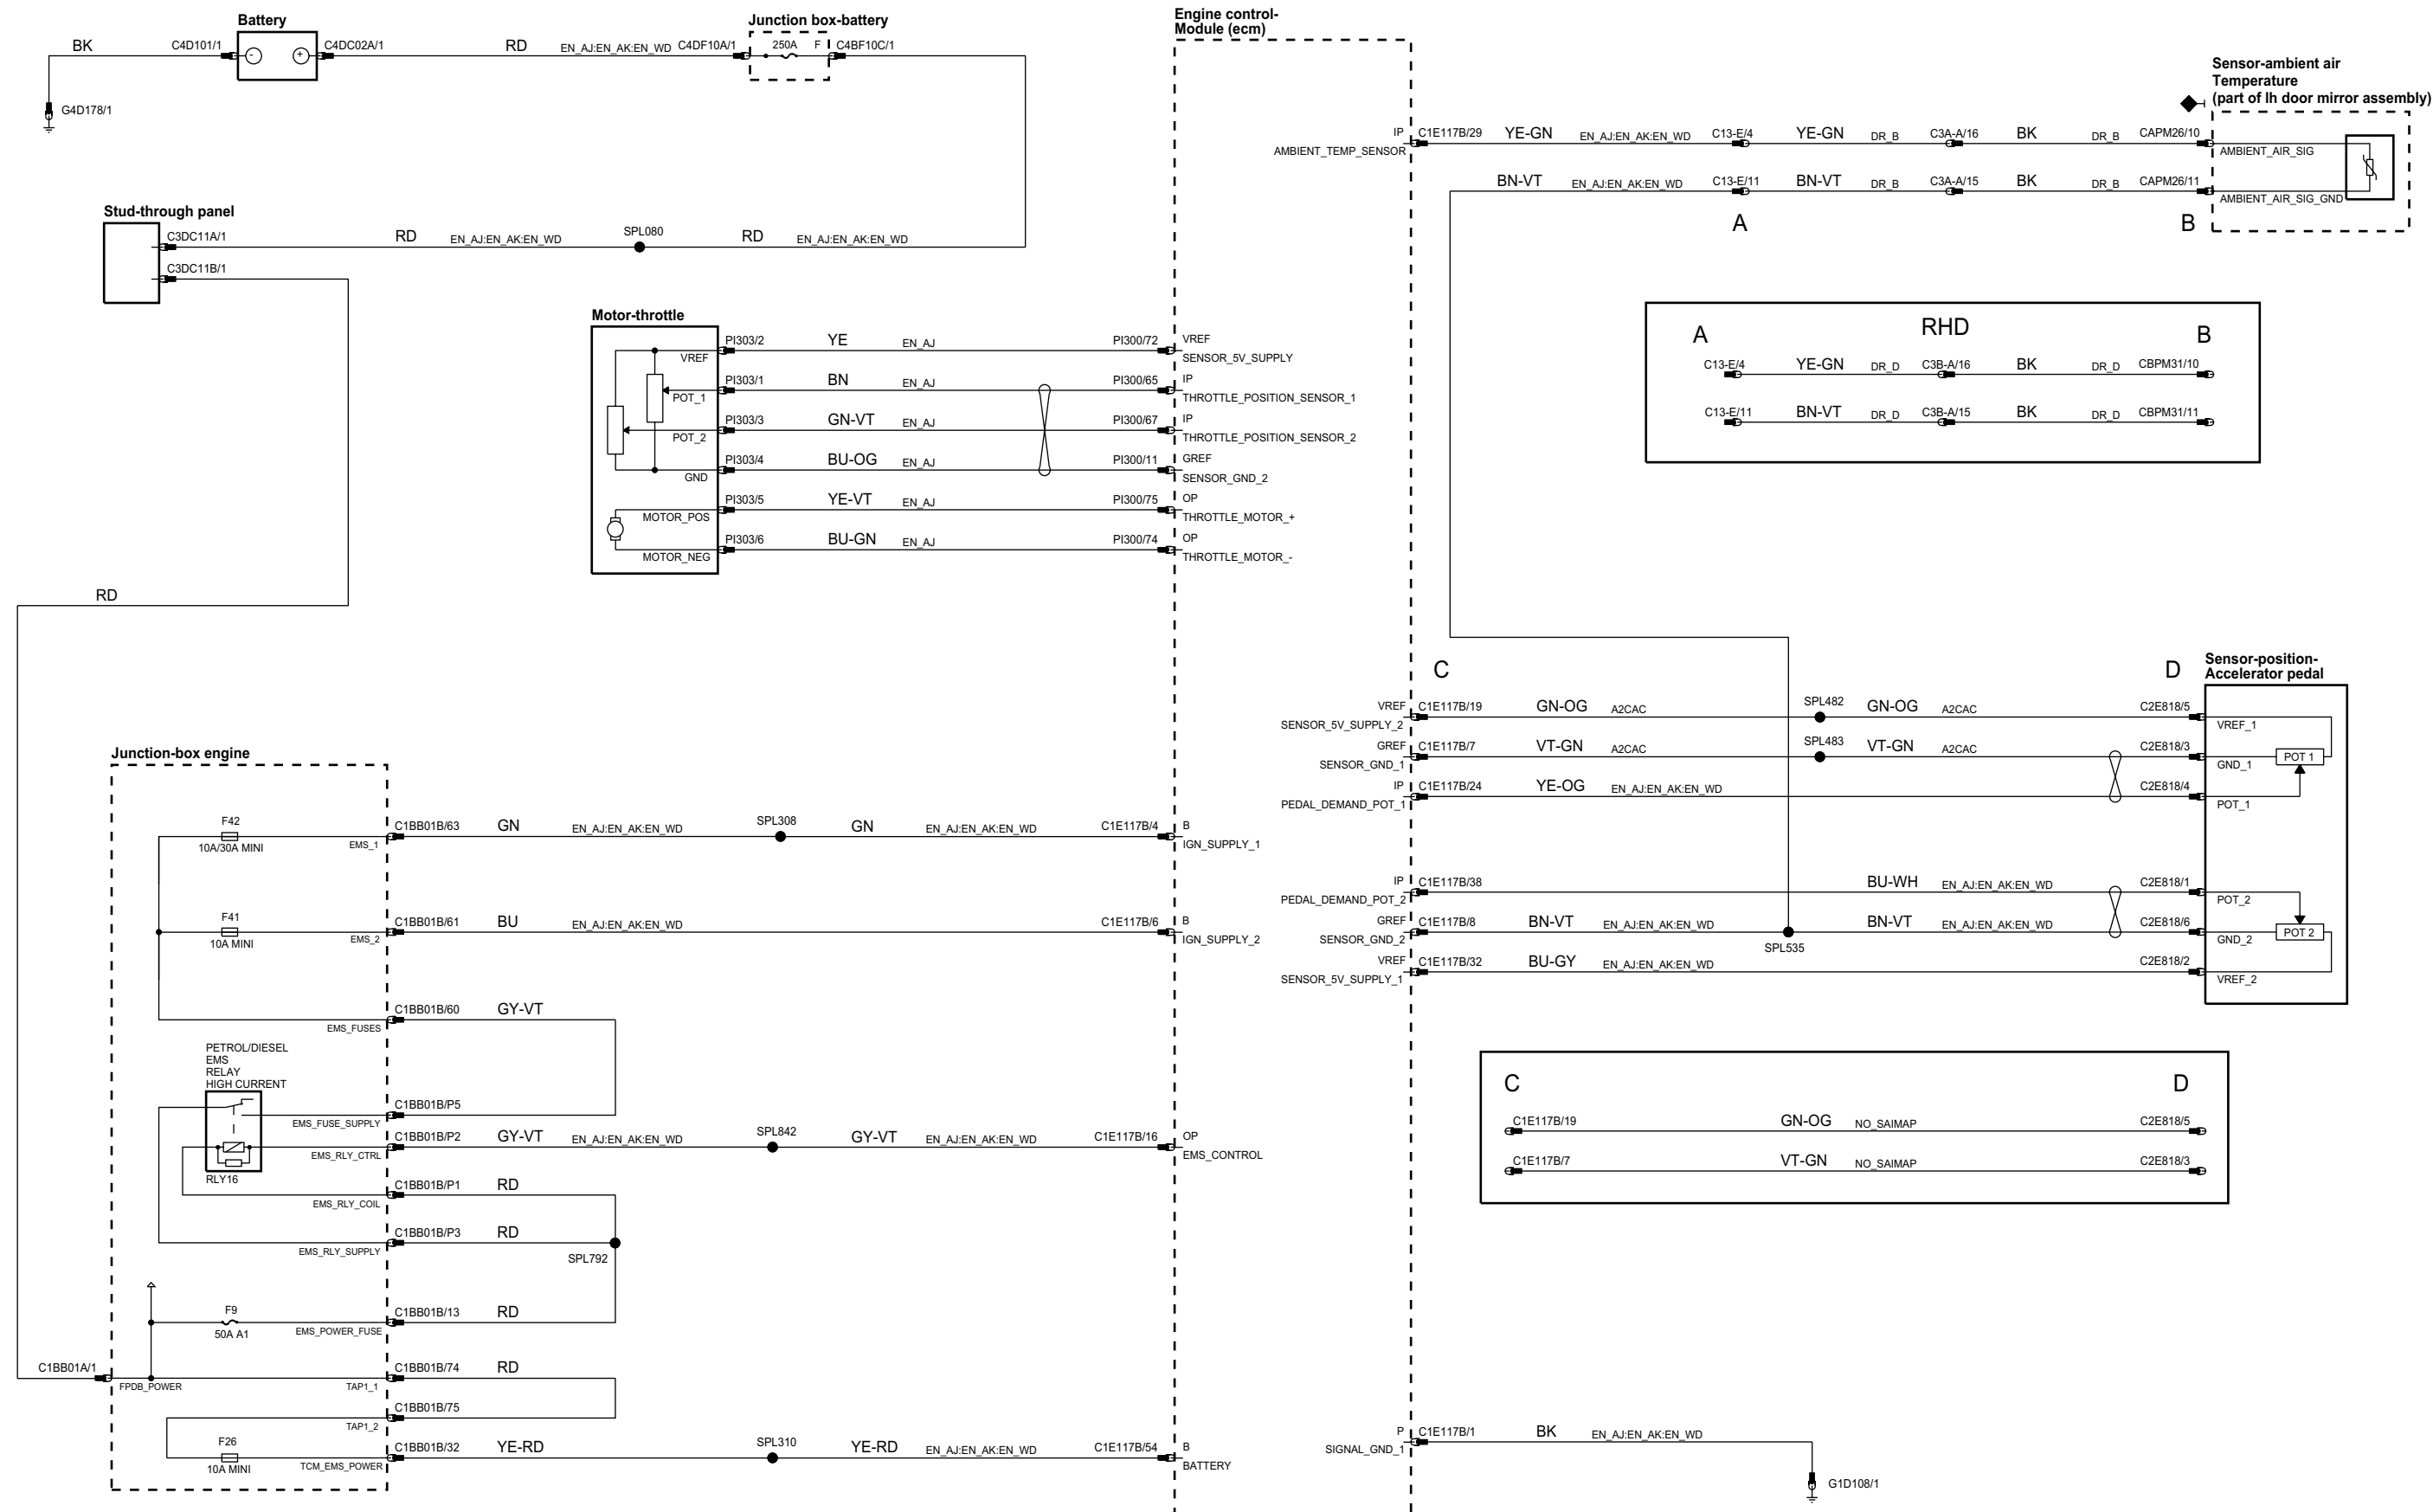 Battery
BK
C4D101/1
-
+
C4DC02A/1
RD
EN_AJ:EN_AK:EN_WD
C4DF10A/1
Junction box-battery
250A
F
C4BF10C/1
G4D178/1
Stud-through panel
C3DC11A/1
RD
EN_AJ:EN_AK:EN_WD
SPL080
RD
EN_AJ:EN_AK:EN_WD
C3DC11B/1
RD
Motor-throttle
VREF
PI303/2
YE
EN_AJ
PI300/72
VREF
SENSOR_5V_SUPPLY
POT_1
PI303/1
BN
EN_AJ
PI300/65
IP
THROTTLE_POSITION_SENSOR_1
POT_2
PI303/3
GN-VT
EN_AJ
PI300/67
IP
THROTTLE_POSITION_SENSOR_2
GND
PI303/4
BU-OG
EN_AJ
PI300/11
GREF
SENSOR_GND_2
MOTOR_POS
PI303/5
YE-VT
EN_AJ
PI300/75
OP
THROTTLE_MOTOR_+
MOTOR_NEG
PI303/6
BU-GN
EN_AJ
PI300/74
OP
THROTTLE_MOTOR_-
Engine control-
Module (ecm)
IP
AMBIENT_TEMP_SENSOR
C1E117B/29
YE-GN
EN_AJ:EN_AK:EN_WD
C13-E/4
YE-GN
DR_B
C3A-A/16
BK
DR_B
CAPM26/10
BN-VT
EN_AJ:EN_AK:EN_WD
C13-E/11
BN-VT
DR_B
C3A-A/15
BK
DR_B
CAPM26/11
A
B
Sensor-ambient air
Temperature
(part of lh door mirror assembly)
AMBIENT_AIR_SIG
AMBIENT_AIR_SIG_GND
RHD
A
B
C13-E/4
YE-GN
DR_D
C3B-A/16
BK
DR_D
CBPM31/10
C13-E/11
BN-VT
DR_D
C3B-A/15
BK
DR_D
CBPM31/11
C
D
Sensor-position-
Accelerator pedal
VREF
SENSOR_5V_SUPPLY_2
C1E117B/19
GN-OG
A2CAC
SPL482
GN-OG
A2CAC
C2E818/5
VREF_1
GREF
SENSOR_GND_1
C1E117B/7
VT-GN
A2CAC
SPL483
VT-GN
A2CAC
C2E818/3
GND_1
POT 1
IP
PEDAL_DEMAND_POT_1
C1E117B/24
YE-OG
EN_AJ:EN_AK:EN_WD
C2E818/4
POT_1
IP
PEDAL_DEMAND_POT_2
C1E117B/38
BU-WH
EN_AJ:EN_AK:EN_WD
C2E818/1
POT_2
GREF
SENSOR_GND_2
C1E117B/8
BN-VT
EN_AJ:EN_AK:EN_WD
SPL535
BN-VT
EN_AJ:EN_AK:EN_WD
C2E818/6
GND_2
POT 2
VREF
SENSOR_5V_SUPPLY_1
C1E117B/32
BU-GY
EN_AJ:EN_AK:EN_WD
C2E818/2
VREF_2
C
D
C1E117B/19
GN-OG
NO_SAIMAP
C2E818/5
C1E117B/7
VT-GN
NO_SAIMAP
C2E818/3
Junction-box engine
F42
10A/30A MINI
EMS_1
C1BB01B/63
GN
EN_AJ:EN_AK:EN_WD
SPL308
GN
EN_AJ:EN_AK:EN_WD
C1E117B/4
B
IGN_SUPPLY_1
F41
10A MINI
EMS_2
C1BB01B/61
BU
EN_AJ:EN_AK:EN_WD
C1E117B/6
B
IGN_SUPPLY_2
EMS_FUSES
C1BB01B/60
GY-VT
PETROL/DIESEL
EMS
RELAY
HIGH CURRENT
RLY16
EMS_FUSE_SUPPLY
C1BB01B/P5
EMS_RLY_CTRL
C1BB01B/P2
GY-VT
EN_AJ:EN_AK:EN_WD
SPL842
GY-VT
EN_AJ:EN_AK:EN_WD
C1E117B/16
OP
EMS_CONTROL
EMS_RLY_COIL
C1BB01B/P1
RD
EMS_RLY_SUPPLY
C1BB01B/P3
RD
SPL792
F9
50A A1
EMS_POWER_FUSE
C1BB01B/13
RD
C1BB01A/1
FPDB_POWER
TAP1_1
C1BB01B/74
RD
TAP1_2
C1BB01B/75
F26
10A MINI
TCM_EMS_POWER
C1BB01B/32
YE-RD
SPL310
YE-RD
EN_AJ:EN_AK:EN_WD
C1E117B/54
B
BATTERY
P
SIGNAL_GND_1
C1E117B/1
BK
EN_AJ:EN_AK:EN_WD
G1D108/1